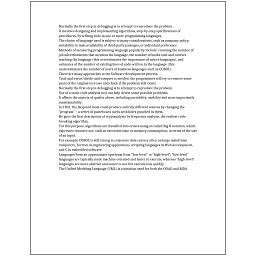 Normally the first step in debugging is to attempt to reproduce the problem.
It involves designing and implementing algorithms, step-by-step specifications of
procedures, by writing code in one or more programming languages.
The choice of language used is subject to many considerations, such as company policy,
suitability to task, availability of third-party packages, or individual preference.
Methods of measuring programming language popularity include: counting the number of
job advertisements that mention the language, the number of books sold and courses
teaching the language (this overestimates the importance of newer languages), and
estimates of the number of existing lines of code written in the language (this
underestimates the number of users of business languages such as COBOL).
There are many approaches to the Software development process.
Trial-and-error/divide-and-conquer is needed: the programmer will try to remove some
parts of the original test case and check if the problem still exists.
Normally the first step in debugging is to attempt to reproduce the problem.
Use of a static code analysis tool can help detect some possible problems.
It affects the aspects of quality above, including portability, usability and most importantly
maintainability.
In 1801, the Jacquard loom could produce entirely different weaves by changing the
"program" - a series of pasteboard cards with holes punched in them.
He gave the first description of cryptanalysis by frequency analysis, the earliest code-
breaking algorithm.
For this purpose, algorithms are classified into orders using so-called Big O notation, which
expresses resource use, such as execution time or memory consumption, in terms of the size
of an input.
For example, COBOL is still strong in corporate data centers often on large mainframe
computers, Fortran in engineering applications, scripting languages in Web development,
and C in embedded software.
Languages form an approximate spectrum from "low-level" to "high-level"; "low-level"
languages are typically more machine-oriented and faster to execute, whereas "high-level"
languages are more abstract and easier to use but execute less quickly.
The Unified Modeling Language (UML) is a notation used for both the OOAD and MDA.